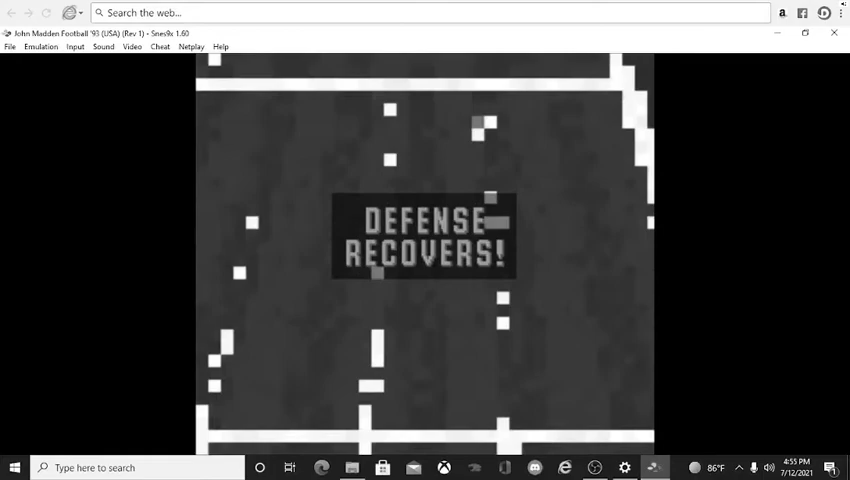 Search the web...
John Madden Football '93 (USA) (Rev 1) - Snes9x 1.60
File Emulation Input Sound Video Cheat Netplay Help
DEFENSE
RECOVERS!
Type here to search
86°F
4:55 PM
7/12/2021